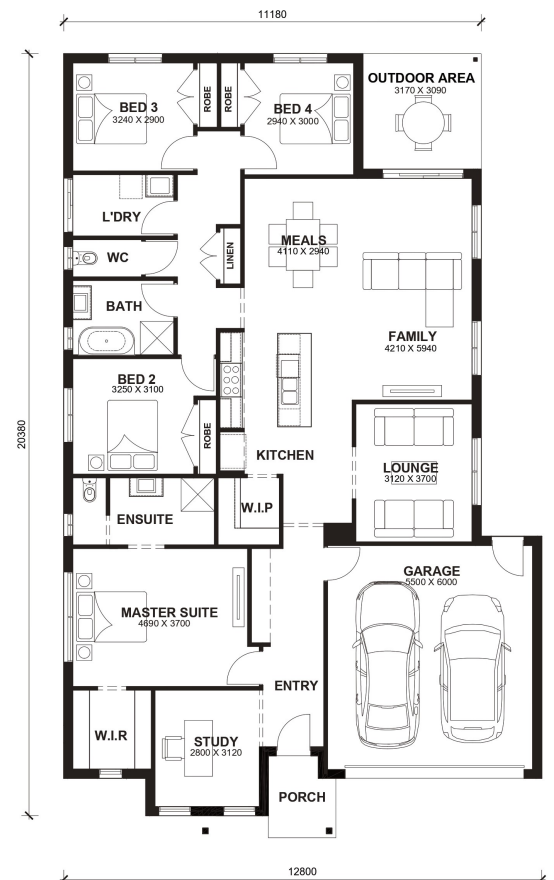 11180
OUTDOOR AREA
3170 X 3090
BED 3
3240 X 2900
ROBE
ROBE
BED 4
2940 X 3000
L'DRY
WC
LINEN
MEALS
4110 X 2940
BATH
FAMILY
4210 X 5940
BED 2
3250 X 3100
ROBE
20380
KITCHEN
LOUNGE
3120 X 3700
W.I.P
ENSUITE
GARAGE
5500 X 6000
MASTER SUITE
4690 X 3700
ENTRY
W.I.R
STUDY
2800 X 3120
PORCH
12800